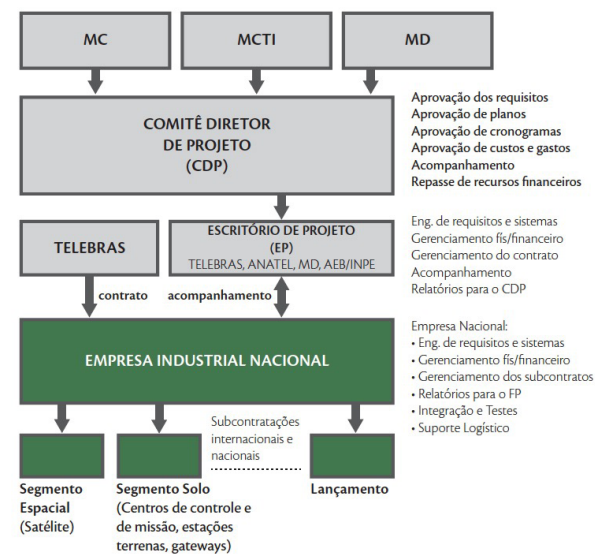 MC
MCTI
MD
COMITÊ DIRETOR
DE PROJETO
(CDP)
Aprovação dos requisitos
Aprovação de planos
Aprovação de cronogramas
Aprovação de custos e gastos
Acompanhamento
Repasse de recursos financeiros
TELEBRAS
ESCRITÓRIO DE PROJETO
(EP)
TELEBRAS, ANATEL, MD, AEB/INPE
Eng. de requisitos e sistemas
Gerenciamento fís/financeiro
Gerenciamento do contrato
Acompanhamento
Relatórios para o CDP
contrato
acompanhamento
EMPRESA INDUSTRIAL NACIONAL
Empresa Nacional:
• Eng. de requisitos e sistemas
• Gerenciamento fís/financeiro
• Gerenciamento dos subcontratos
• Relatórios para o FP
• Integração e Testes
• Suporte Logístico
Subcontratações
internacionais e
nacionais
Segmento
Espacial
(Satélite)
Segmento Solo
(Centros de controle e
de missão, estações
terrenas, gateways)
Lançamento